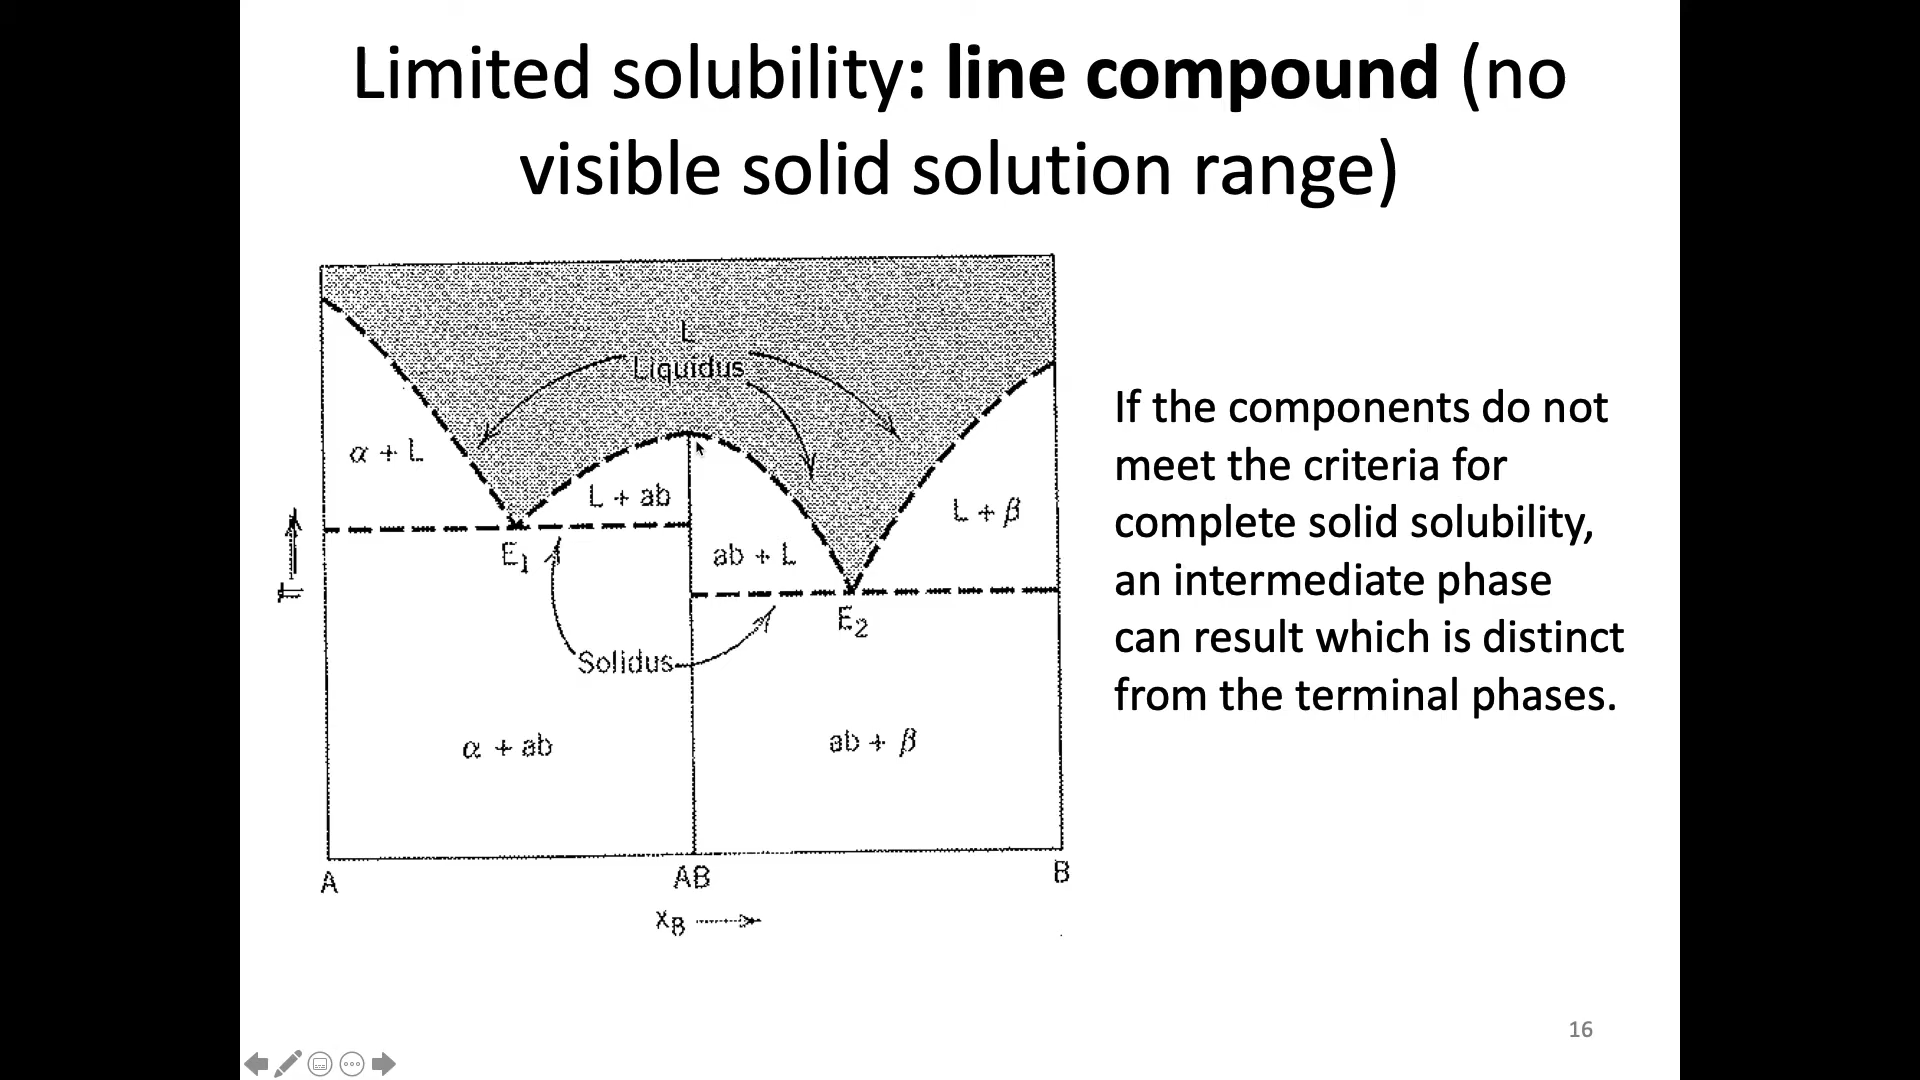 Limited solubility: line compound (no
visible solid solution range)
L
Liquidus
α + L
L + ab
L + β
E₁
ab + L
T
E₂
Solidus
α + ab
ab + β
A
AB
B
x_B
If the components do not
meet the criteria for
complete solid solubility,
an intermediate phase
can result which is distinct
from the terminal phases.
16